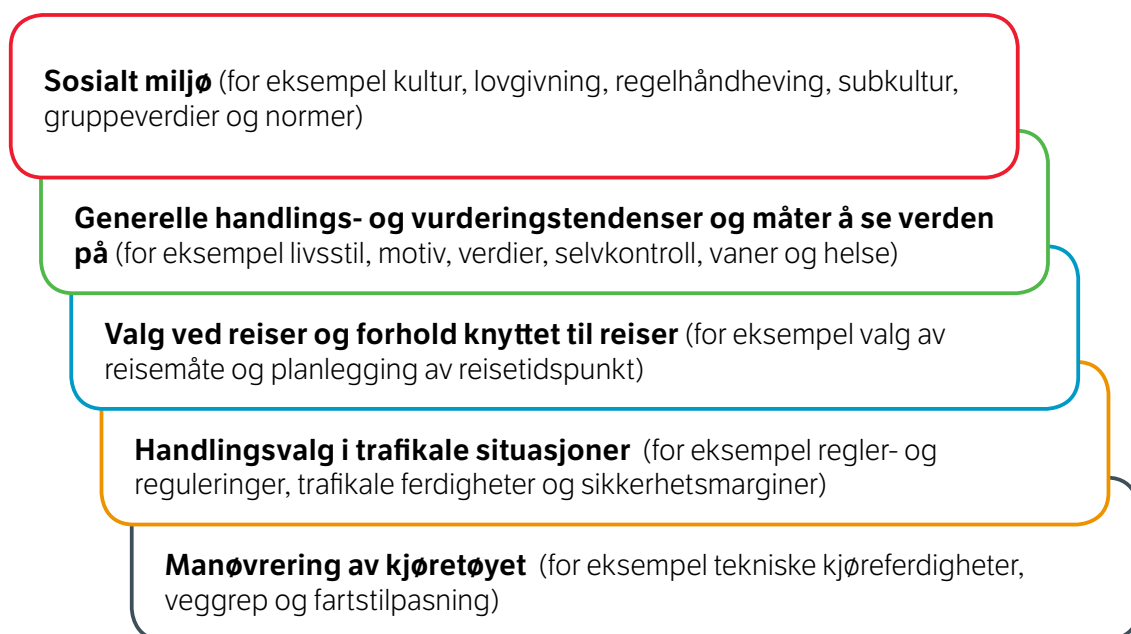 Sosialt miljø (for eksempel kultur, lovgivning, regelhåndheving, subkultur,
gruppeverdier og normer)
Generelle handlings- og vurderingstendenser og måter å se verden
på (for eksempel livsstil, motiv, verdier, selvkontroll, vaner og helse)
Valg ved reiser og forhold knyttet til reiser (for eksempel valg av
reisemåte og planlegging av reisetidspunkt)
Handlingsvalg i trafikale situasjoner (for eksempel regler- og
reguleringer, trafikale ferdigheter og sikkerhetsmarginer)
Manøvrering av kjøretøyet (for eksempel tekniske kjøreferdigheter,
veggrep og fartstilpasning)